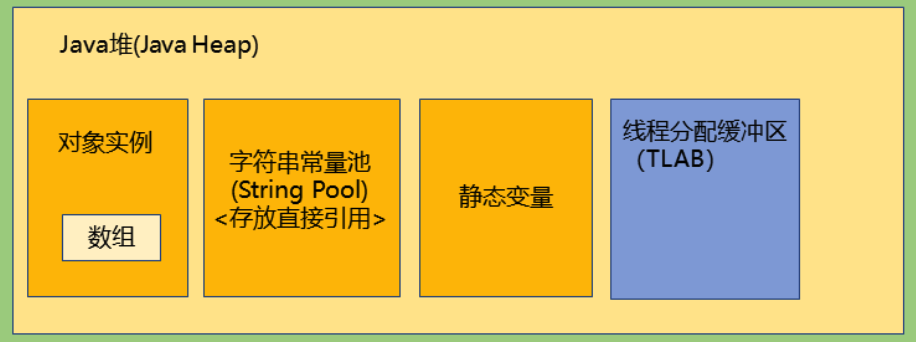 Java堆(Java Heap)
对象实例
数组
字符串常量池
(String Pool)
<存放直接引用>
静态变量
线程分配缓冲区
（TLAB）